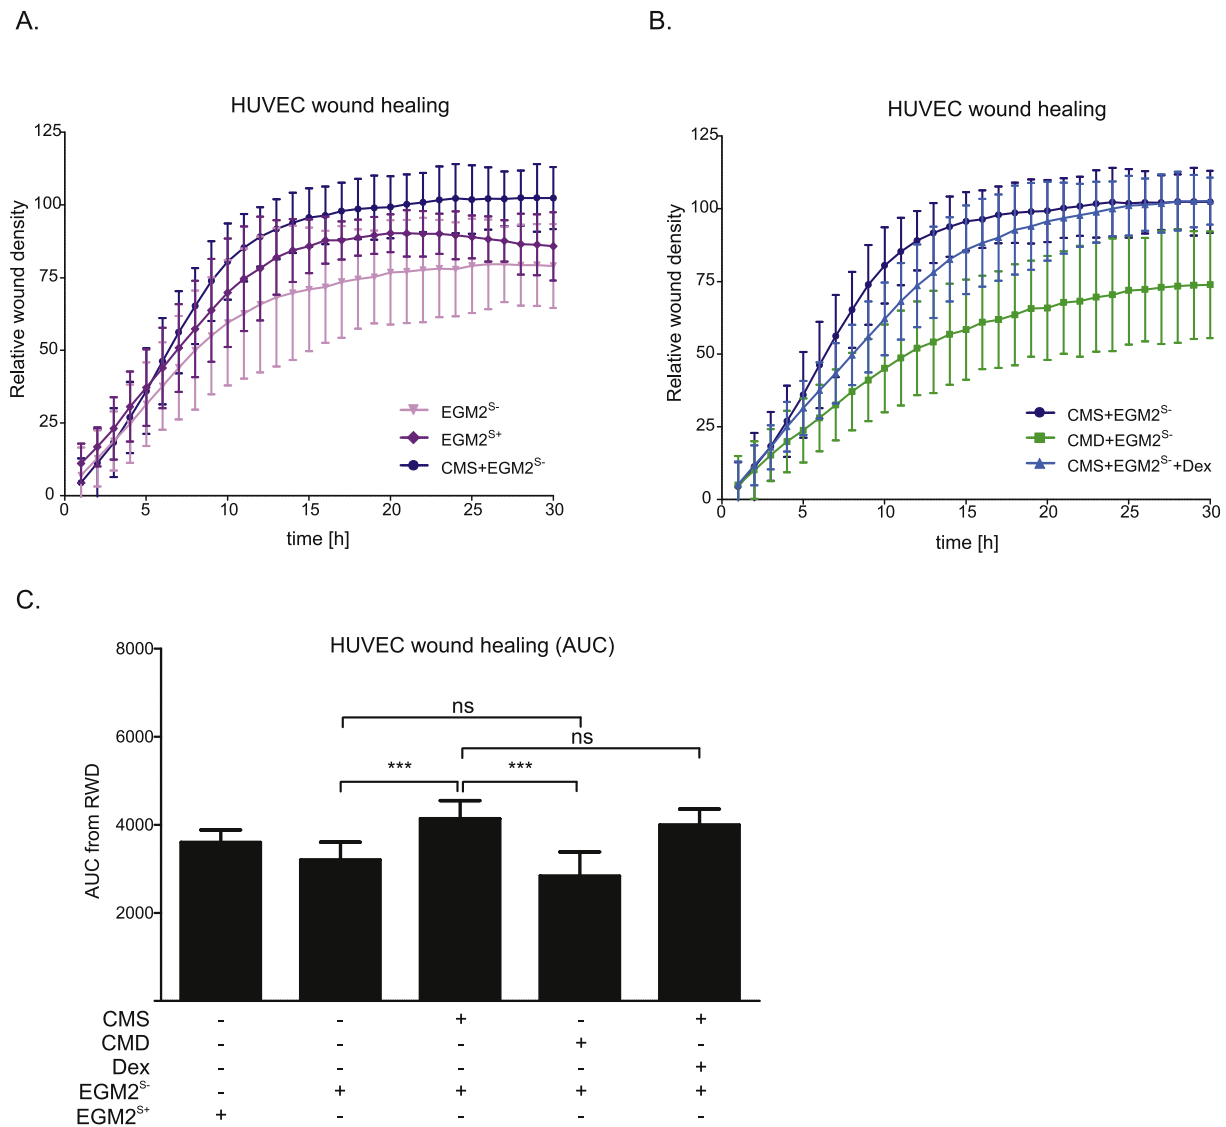 A.
HUVEC wound healing
Relative wound density
125
100
75
50
25
0
0 5 10 15 20 25 30
time [h]
EGM2S-
EGM2S+
CMS+EGM2S-
B.
HUVEC wound healing
Relative wound density
125
100
75
50
25
0
0 5 10 15 20 25 30
time [h]
CMS+EGM2S-
CMD+EGM2S-
CMS+EGM2S-+Dex
C.
HUVEC wound healing (AUC)
AUC from RWD
8000
6000
4000
2000
ns
ns
*** ***
CMS - - + - +
CMD - - - + -
Dex - - - - +
EGM2S- - + + + +
EGM2S+ + - - - -